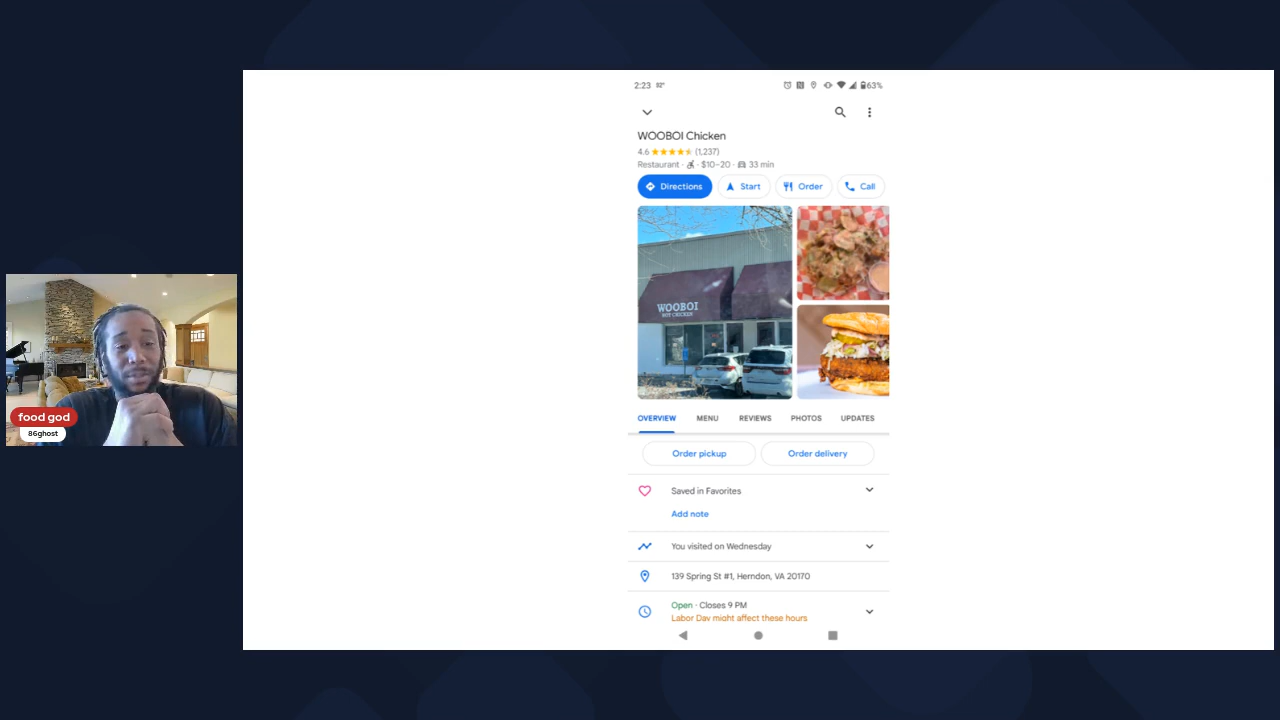 2:23 92° 63%
WOOBOI Chicken
4.6 (1,237)
Restaurant · · $10–20 · 33 min
Directions Start Order Call
WOOBOI
HOT CHICKEN
OVERVIEW MENU REVIEWS PHOTOS UPDATES
Order pickup Order delivery
Saved in Favorites
Add note
You visited on Wednesday
139 Spring St #1, Herndon, VA 20170
Open · Closes 9 PM
Labor Day might affect these hours
food god
86ghost